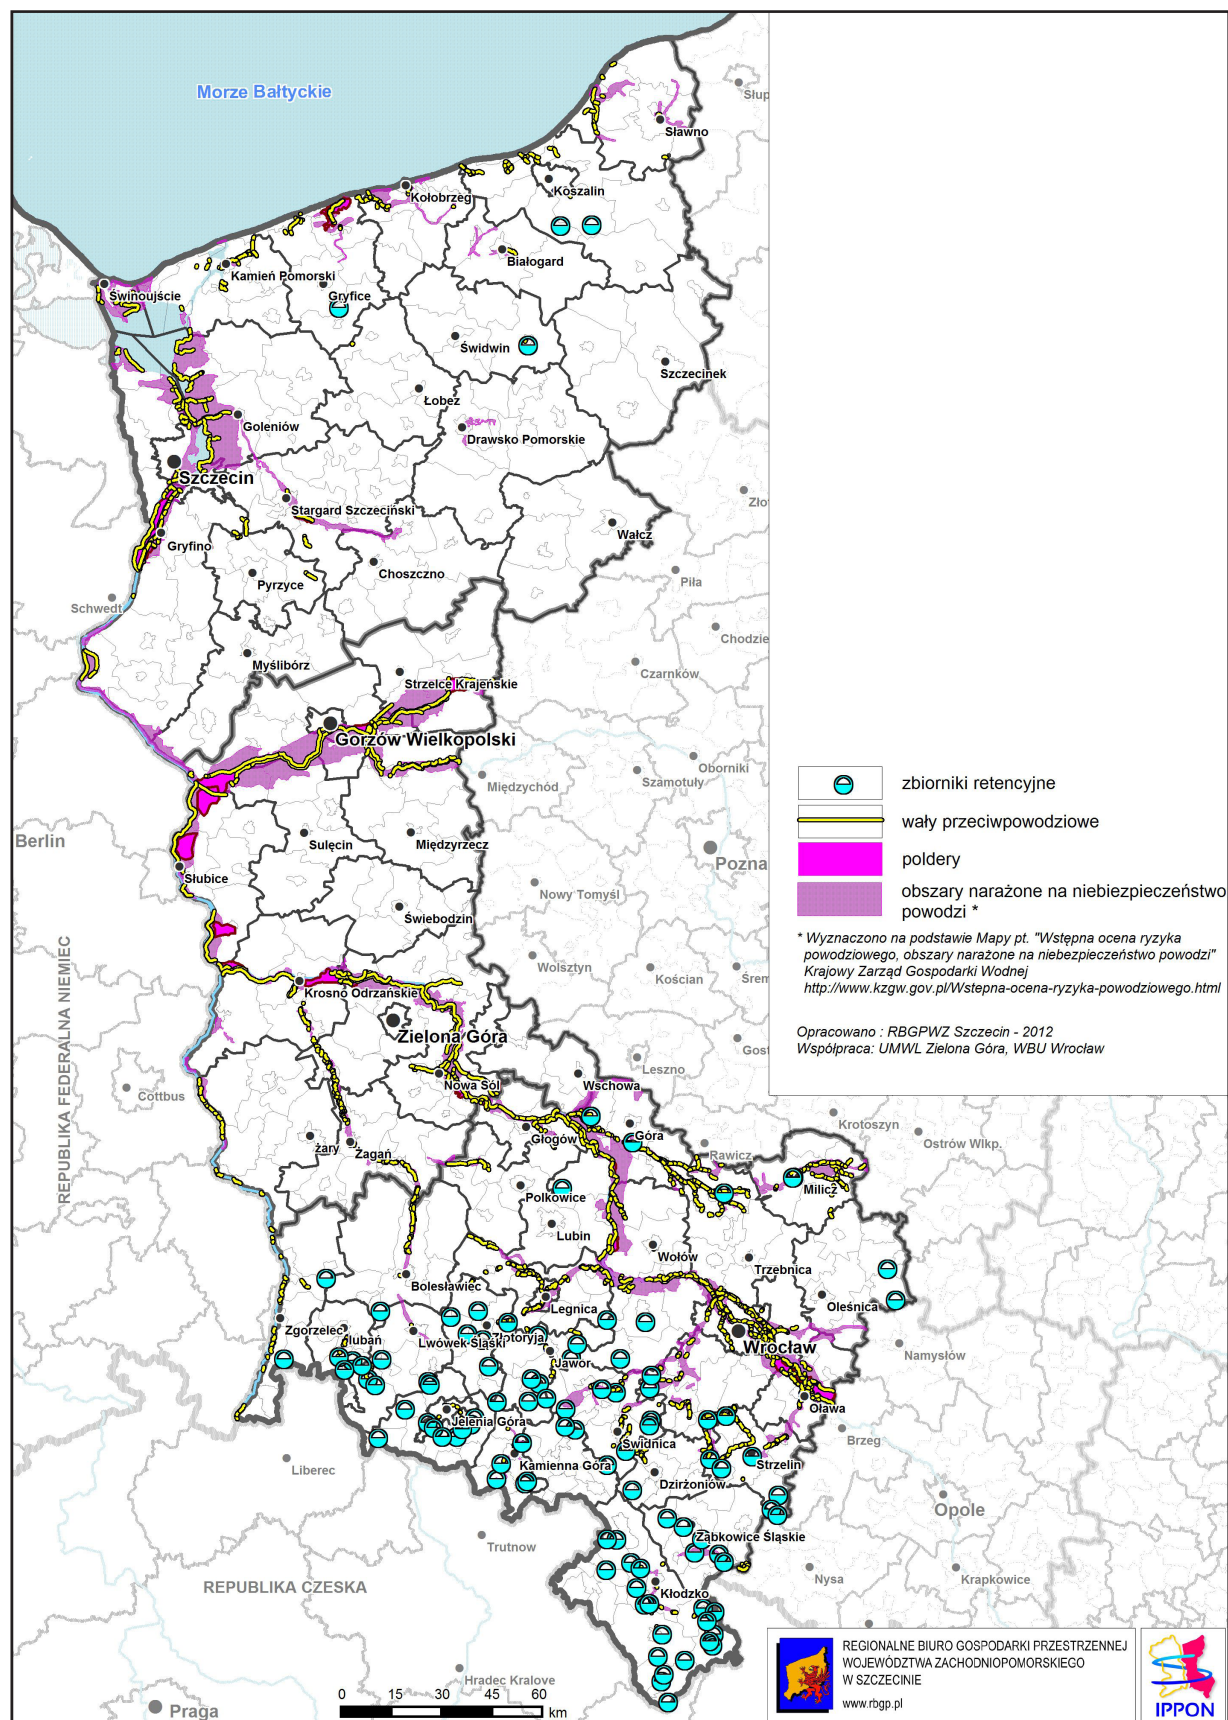 Morze Bałtyckie
Sławno
Koszalin
Kołobrzeg
Białogard
Kamień Pomorski
Świnoujście
Gryfice
Świdwin
Szczecinek
Łobez
Goleniów
Drawsko Pomorskie
Szczecin
Stargard Szczeciński
Złot
Wałcz
Gryfino
Choszczno
Pyrzyce
Piła
Schwedt
Chodzie
Myślibórz
Czarnków
Strzelce Krajeńskie
Gorzów Wielkopolski
Oborniki
Międzychód
Szamotuły
zbiorniki retencyjne
Berlin
Sulęcin
Międzyrzecz
wały przeciwpowodziowe
Pozna
poldery
Słubice
Nowy Tomyśl
obszary narażone na niebiezpieczeństwo
powodzi *
Świebodzin
* Wyznaczono na podstawie Mapy pt. "Wstępna ocena ryzyka
powodziowego, obszary narażone na niebezpieczeństwo powodzi"
Krajowy Zarząd Gospodarki Wodnej
http://www.kzgw.gov.pl/Wstepna-ocena-ryzyka-powodziowego.html
REPUBLIKA FEDERALNA NIEMIEC
Wolsztyn
Kościan
Śrem
Krosno Odrzańskie
Opracowano : RBGPWZ Szczecin - 2012
Współpraca: UMWL Zielona Góra, WBU Wrocław
Zielona Góra
Gost
Leszno
Cottbus
Nowa Sól
Wschowa
Krotoszyn
Ostrów Wlkp.
Głogów
Góra
Rawicz
żary
Żagań
Polkowice
Milicz
Lubin
Wołów
Trzebnica
Bolesławiec
Legnica
Oleśnica
Zgorzelec
lubań
Lwówek Śląski
Złotoryja
Wrocław
Namysłów
Jawor
Oława
Jelenia Góra
Brzeg
Świdnica
Liberec
Kamienna Góra
Strzelin
Dzirżoniów
Opole
Trutnow
Ząbkowice Śląskie
Nysa
Krapkowice
REPUBLIKA CZESKA
Kłodzko
Hradec Kralove
Praga
0 15 30 45 60
km
REGIONALNE BIURO GOSPODARKI PRZESTRZENNEJ
WOJEWÓDZTWA ZACHODNIOPOMORSKIEGO
W SZCZECINIE
www.rbgp.pl
IPPON